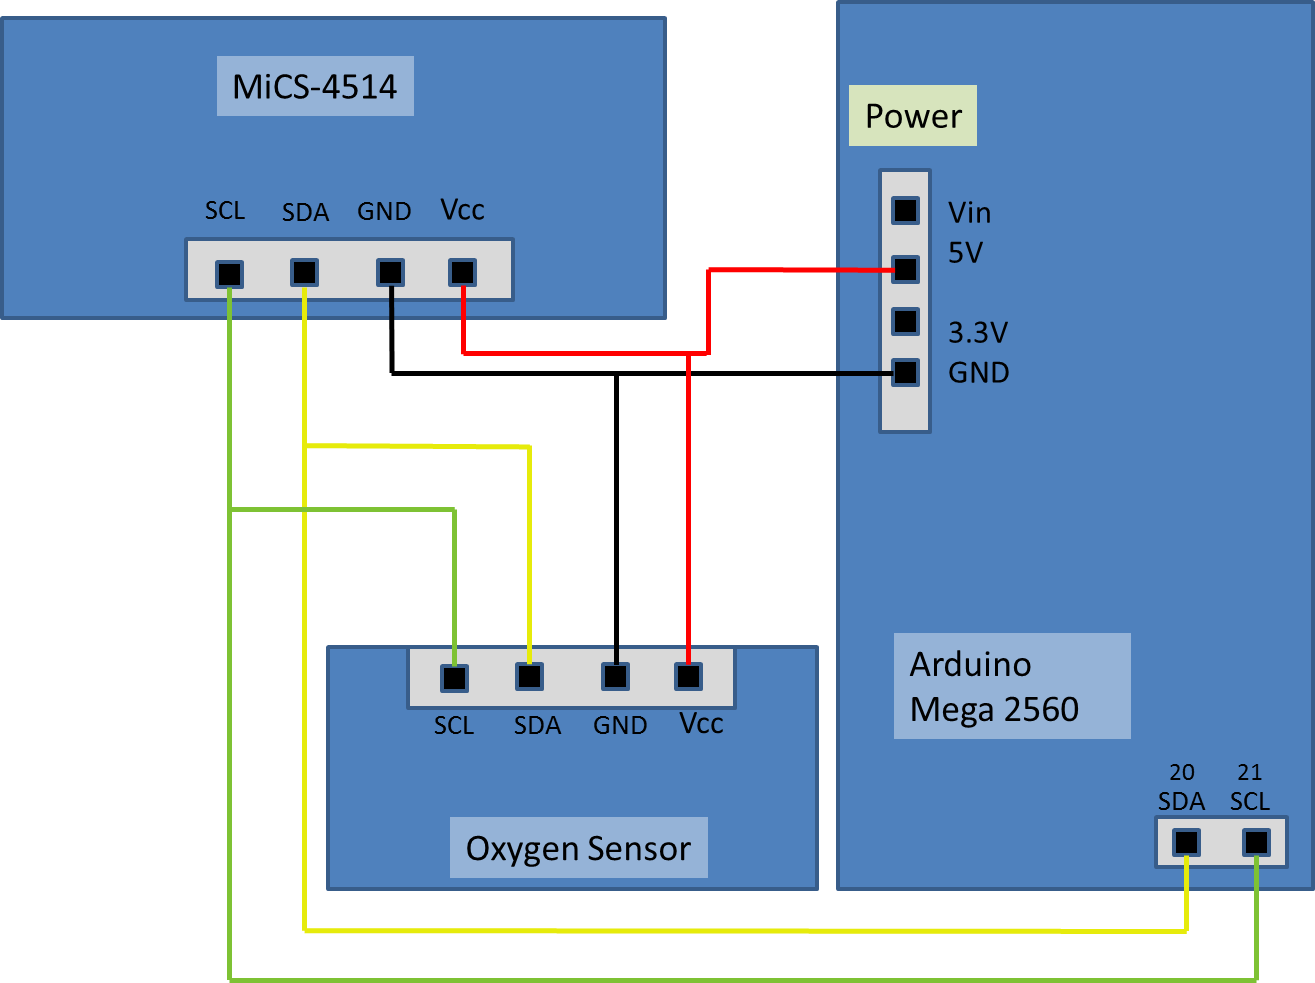 MiCS-4514
SCL SDA GND Vcc
Power
Vin
5V
3.3V
GND
SCL SDA GND Vcc
Oxygen Sensor
Arduino
Mega 2560
20 21
SDA SCL